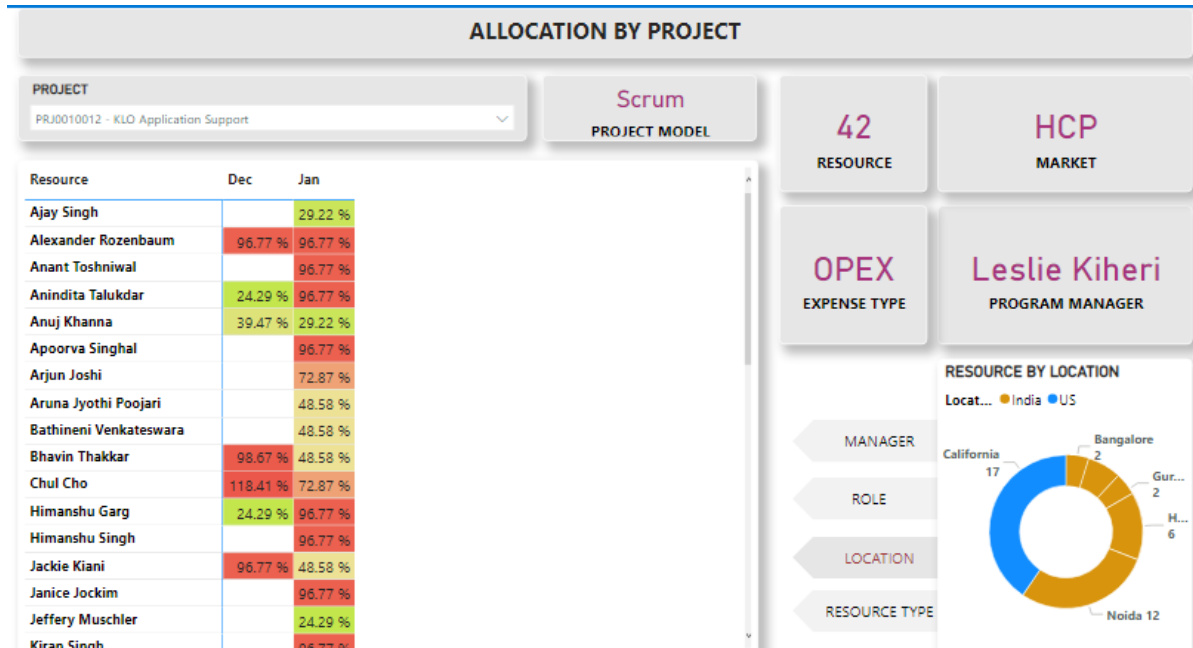 ALLOCATION BY PROJECT
PROJECT
PRJ0010012 - KLO Application Support
Scrum
PROJECT MODEL
42
RESOURCE
HCP
MARKET
Resource Dec Jan
Ajay Singh 29.22 %
Alexander Rozenbaum 96.77 % 96.77 %
Anant Toshniwal 96.77 %
Anindita Talukdar 24.29 % 96.77 %
Anuj Khanna 39.47 % 29.22 %
Apoorva Singhal 96.77 %
Arjun Joshi 72.87 %
Aruna Jyothi Poojari 48.58 %
Bathineni Venkateswara 48.58 %
Bhavin Thakkar 98.67 % 48.58 %
Chul Cho 118.41 % 72.87 %
Himanshu Garg 24.29 % 96.77 %
Himanshu Singh 96.77 %
Jackie Kiani 96.77 % 48.58 %
Janice Jockim 96.77 %
Jeffery Muschler 24.29 %
Kiran Singh 96.77 %
OPEX
EXPENSE TYPE
Leslie Kiheri
PROGRAM MANAGER
MANAGER
ROLE
LOCATION
RESOURCE TYPE
RESOURCE BY LOCATION
Locat... India US
California
17
Bangalore
2
Gur...
2
H...
6
Noida 12